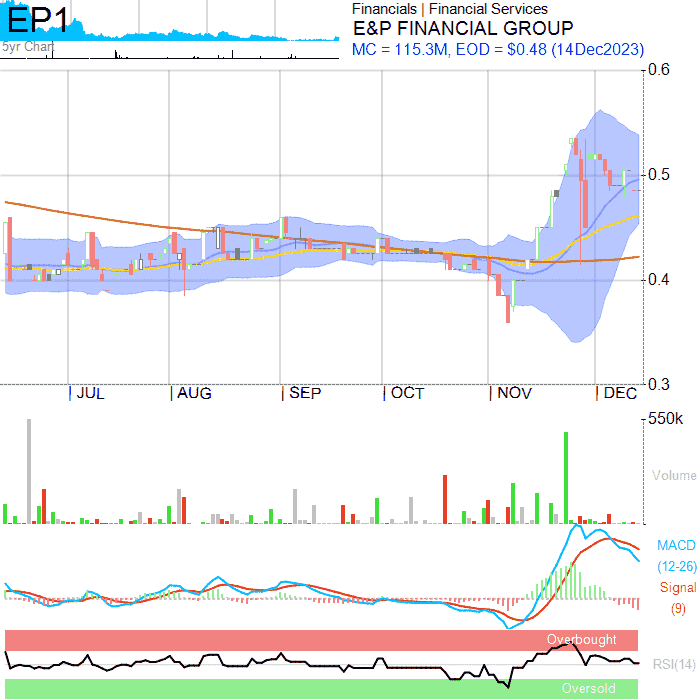 EP1
5yr Chart
Financials | Financial Services
E&P FINANCIAL GROUP
MC = 115.3M, EOD = $0.48 (14Dec2023)
0.6
0.5
0.4
0.3
| JUL | AUG | SEP | OCT | NOV | DEC
550k
Volume
MACD
(12-26)
Signal
(9)
Overbought
RSI(14)
Oversold